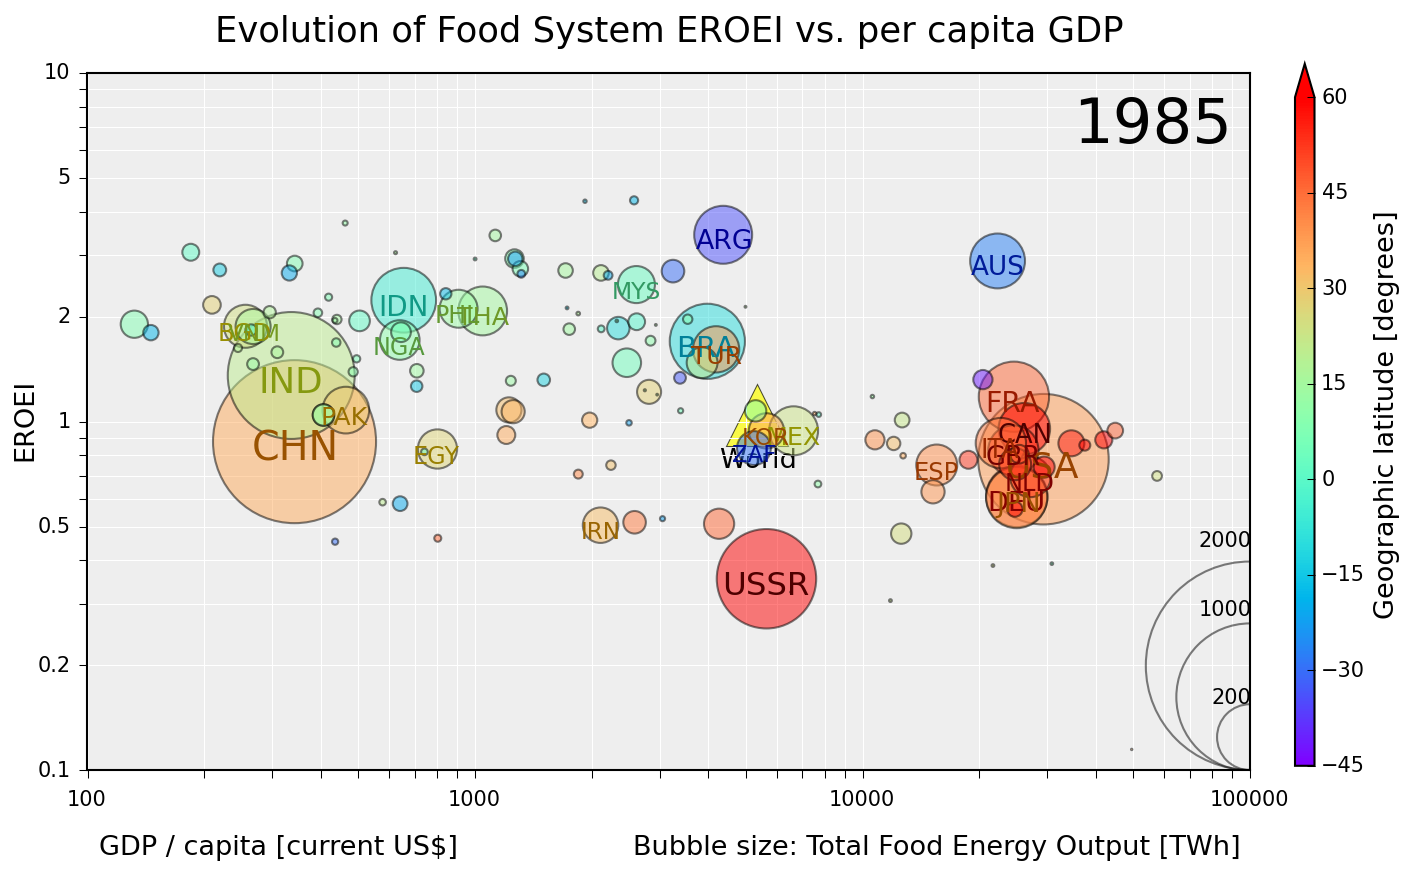 Evolution of Food System EROEI vs. per capita GDP
1985
10
5
2
1
0.5
0.2
0.1
EROEI
ARG
AUS
IDN
MYS
PHL
THA
NGA
BRA
TUR
IND
PAK
CHN
EGY
FRA
CAN
KOR
MEX
ZAF
World
ITA
GBR
USA
ESP
NLD
DEU
JPN
IRN
USSR
2000
1000
200
100
1000
10000
100000
GDP / capita [current US$]
Bubble size: Total Food Energy Output [TWh]
60
45
30
15
0
−15
−30
−45
Geographic latitude [degrees]